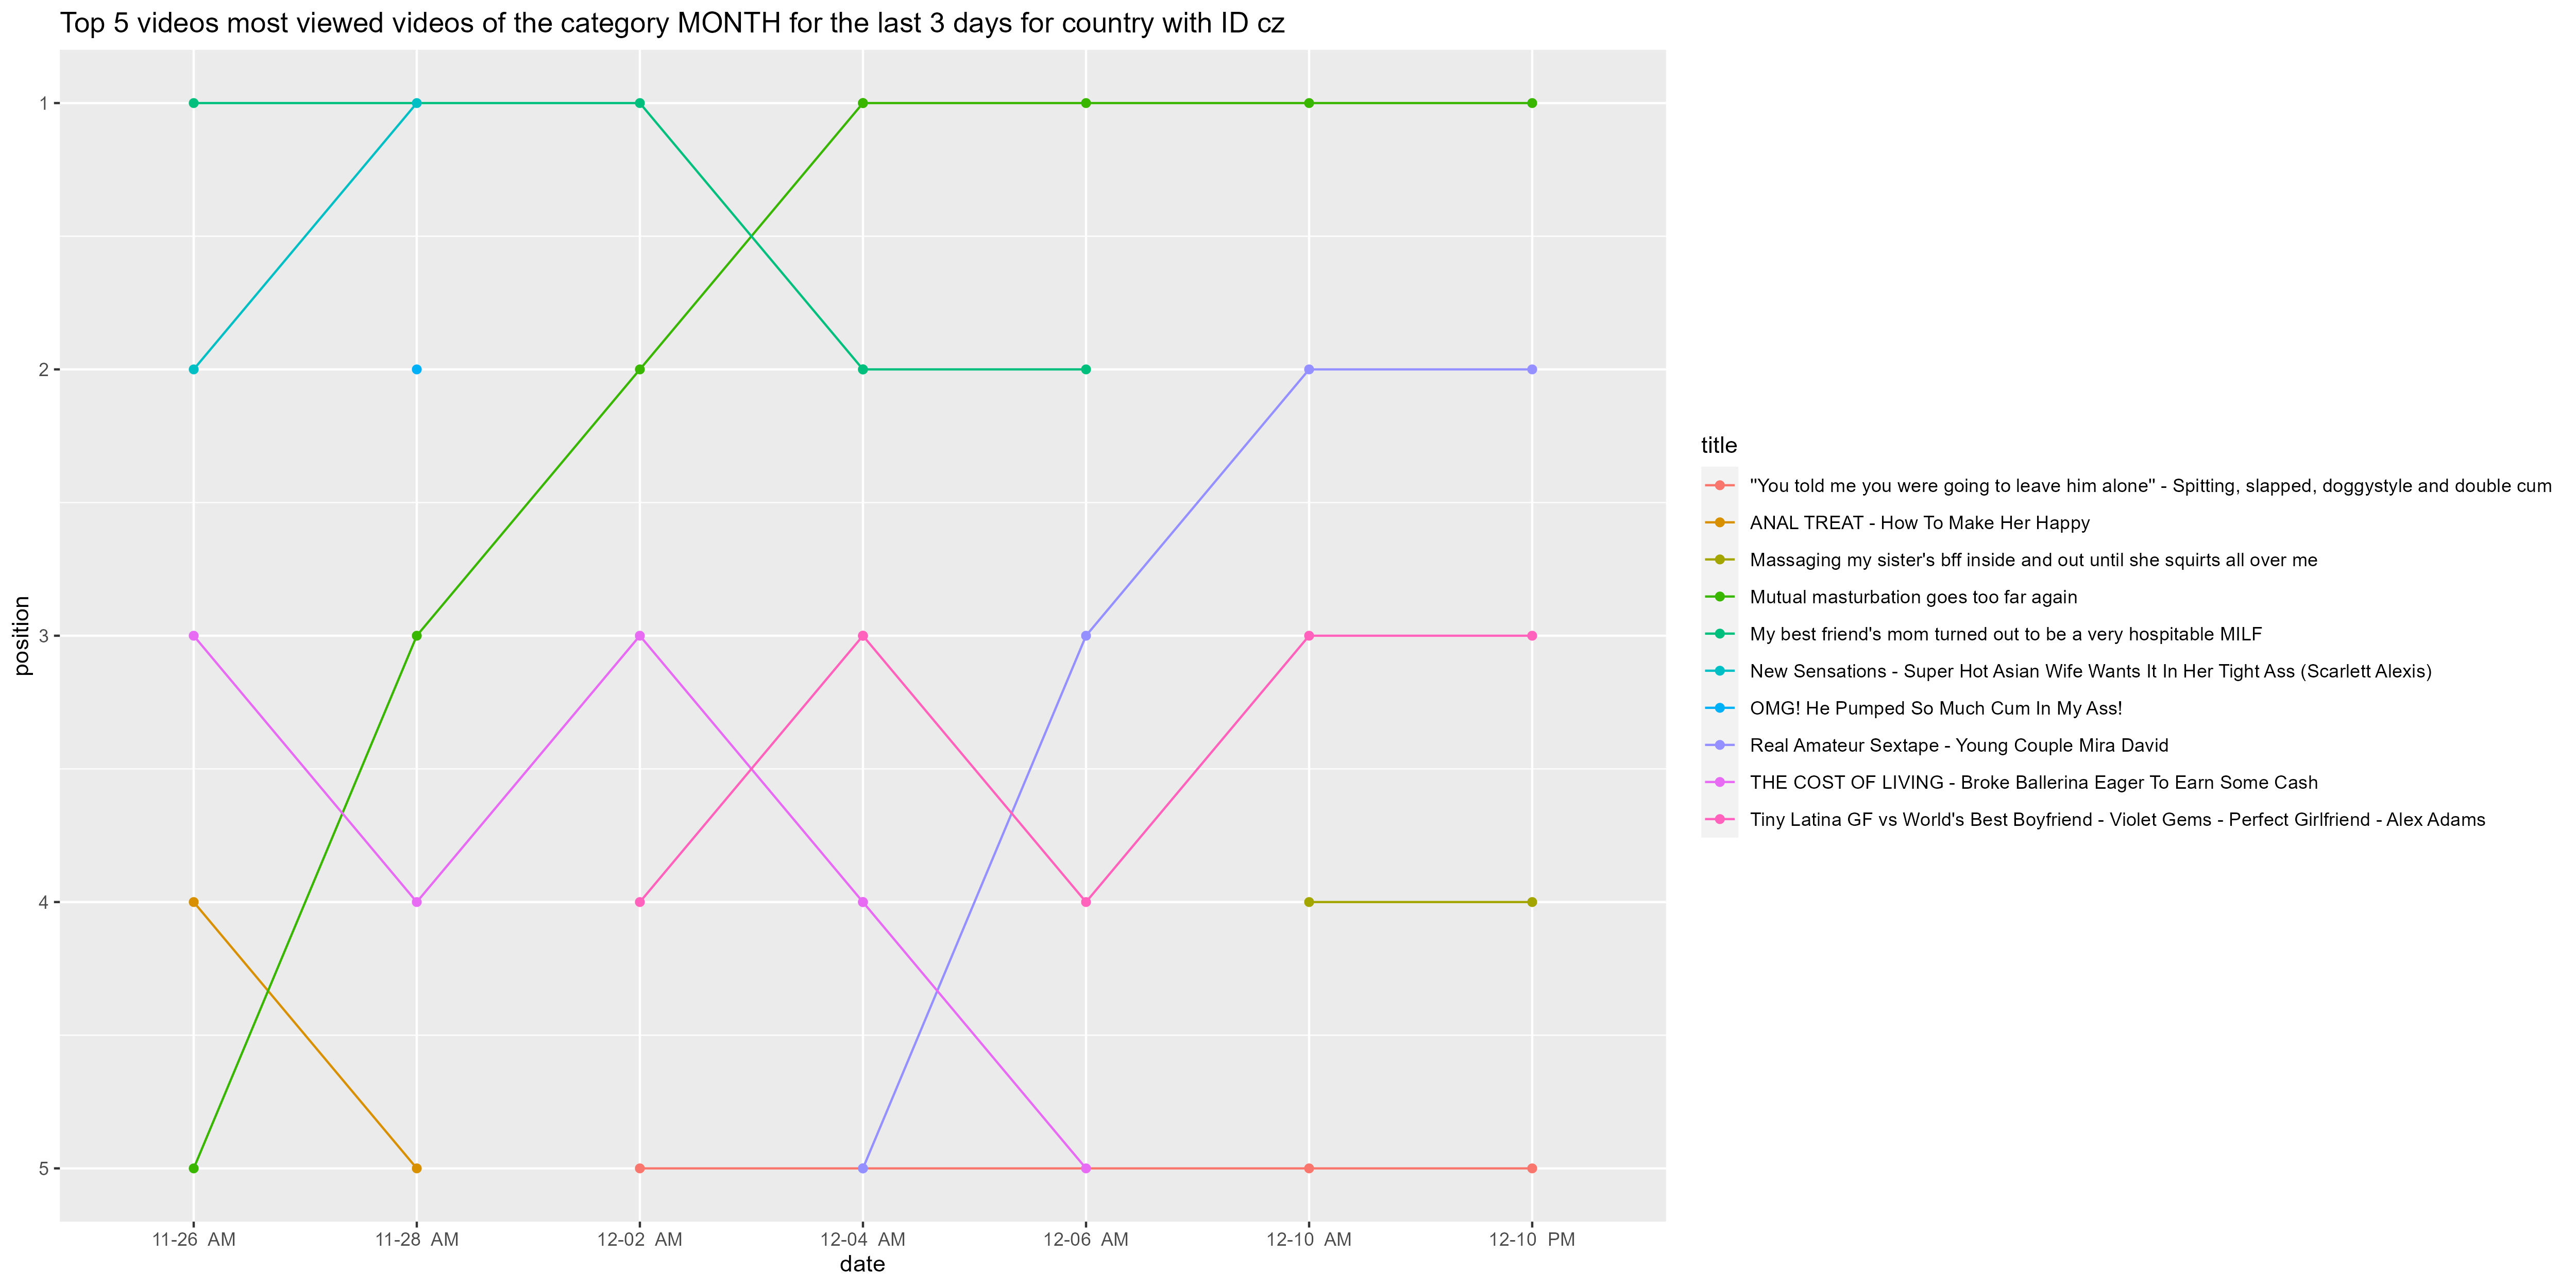 Top 5 videos most viewed videos of the category MONTH for the last 3 days for country with ID cz
position
1
2
3
4
5
11-26 AM
11-28 AM
12-02 AM
12-04 AM
12-06 AM
12-10 AM
12-10 PM
date
title
"You told me you were going to leave him alone" - Spitting, slapped, doggystyle and double cum
ANAL TREAT - How To Make Her Happy
Massaging my sister's bff inside and out until she squirts all over me
Mutual masturbation goes too far again
My best friend's mom turned out to be a very hospitable MILF
New Sensations - Super Hot Asian Wife Wants It In Her Tight Ass (Scarlett Alexis)
OMG! He Pumped So Much Cum In My Ass!
Real Amateur Sextape - Young Couple Mira David
THE COST OF LIVING - Broke Ballerina Eager To Earn Some Cash
Tiny Latina GF vs World's Best Boyfriend - Violet Gems - Perfect Girlfriend - Alex Adams